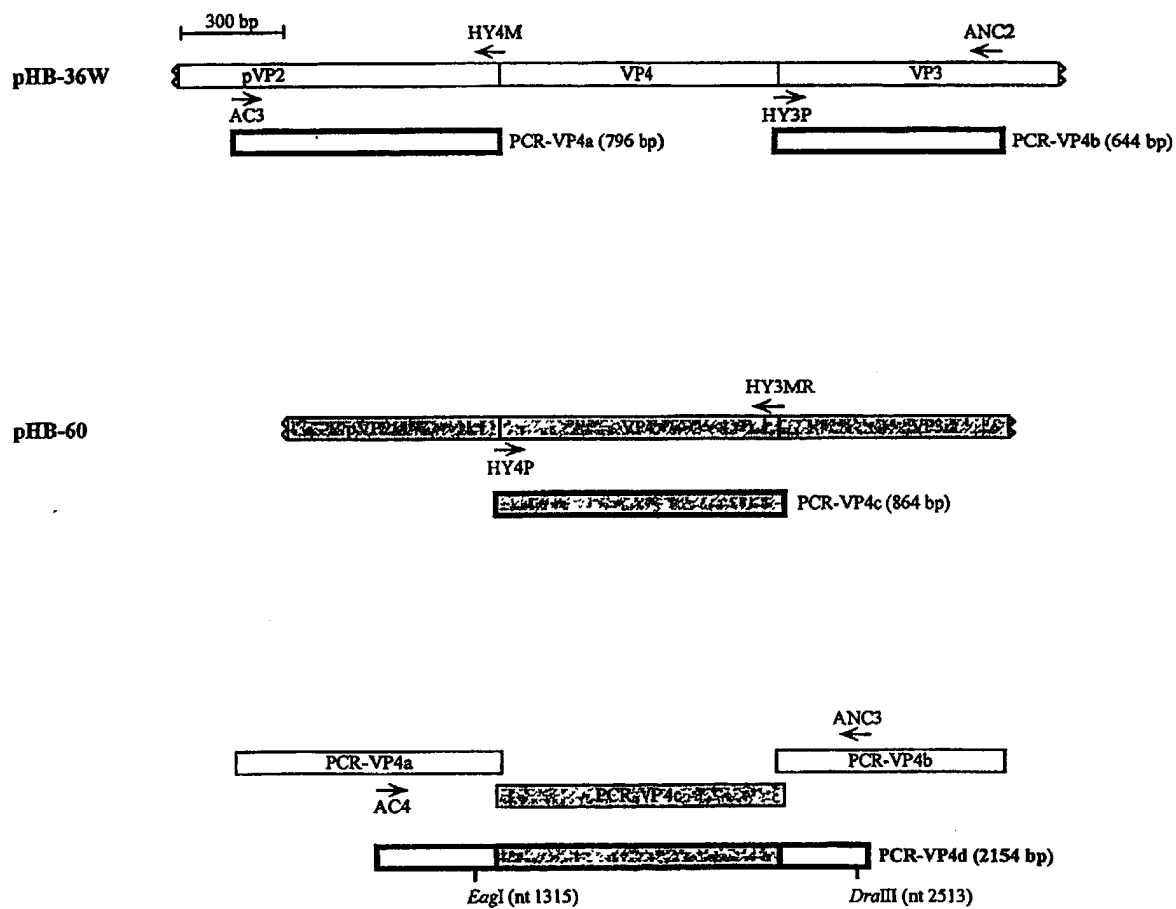 300 bp
HY4M
ANC2
pHB-36W
pVP2
VP4
VP3
AC3
HY3P
PCR-VP4a (796 bp)
PCR-VP4b (644 bp)
HY3MR
pHB-60
pVP2
VP4
VP3
HY4P
PCR-VP4c (864 bp)
ANC3
PCR-VP4a
PCR-VP4b
AC4
PCR-VP4c
PCR-VP4d (2154 bp)
EagI (nt 1315)
DraIII (nt 2513)